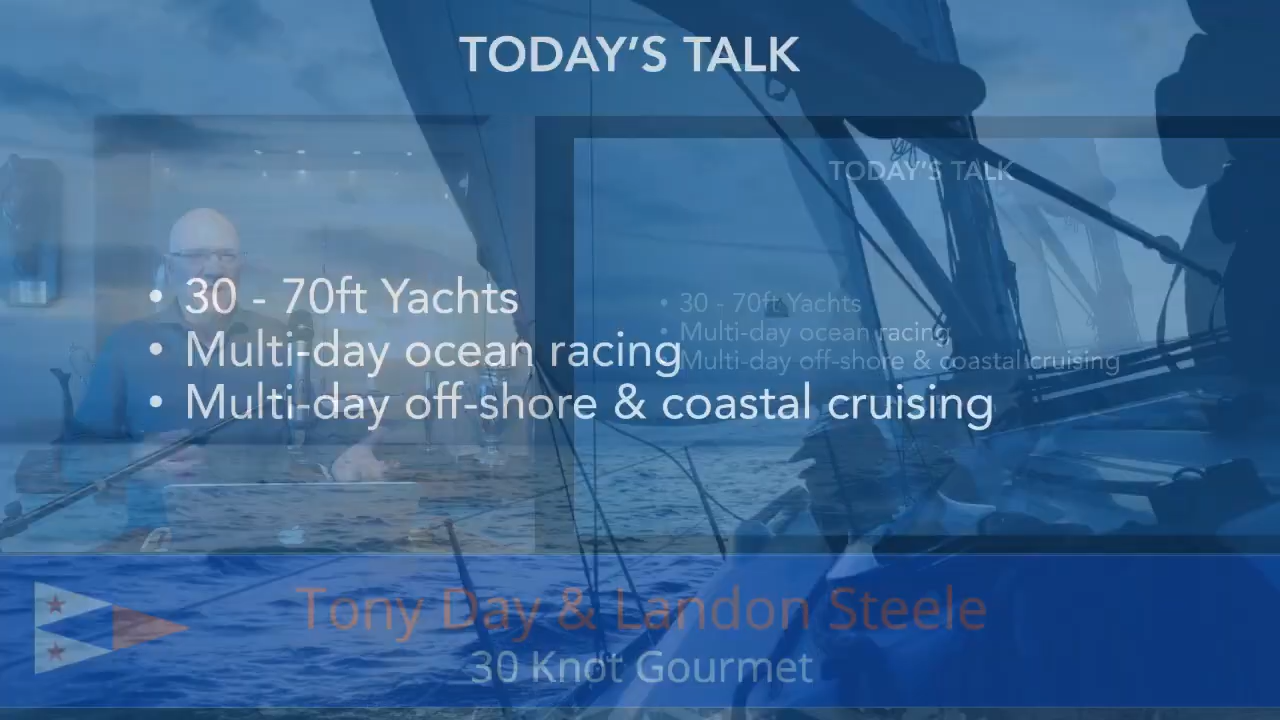 TODAY'S TALK
• 30 - 70ft Yachts
• Multi-day ocean racing
• Multi-day off-shore & coastal cruising
TODAY'S TALK
• 30 - 70ft Yachts
• Multi-day ocean racing
Multi-day off-shore & coastal cruising
Tony Day & Landon Steele
30 Knot Gourmet